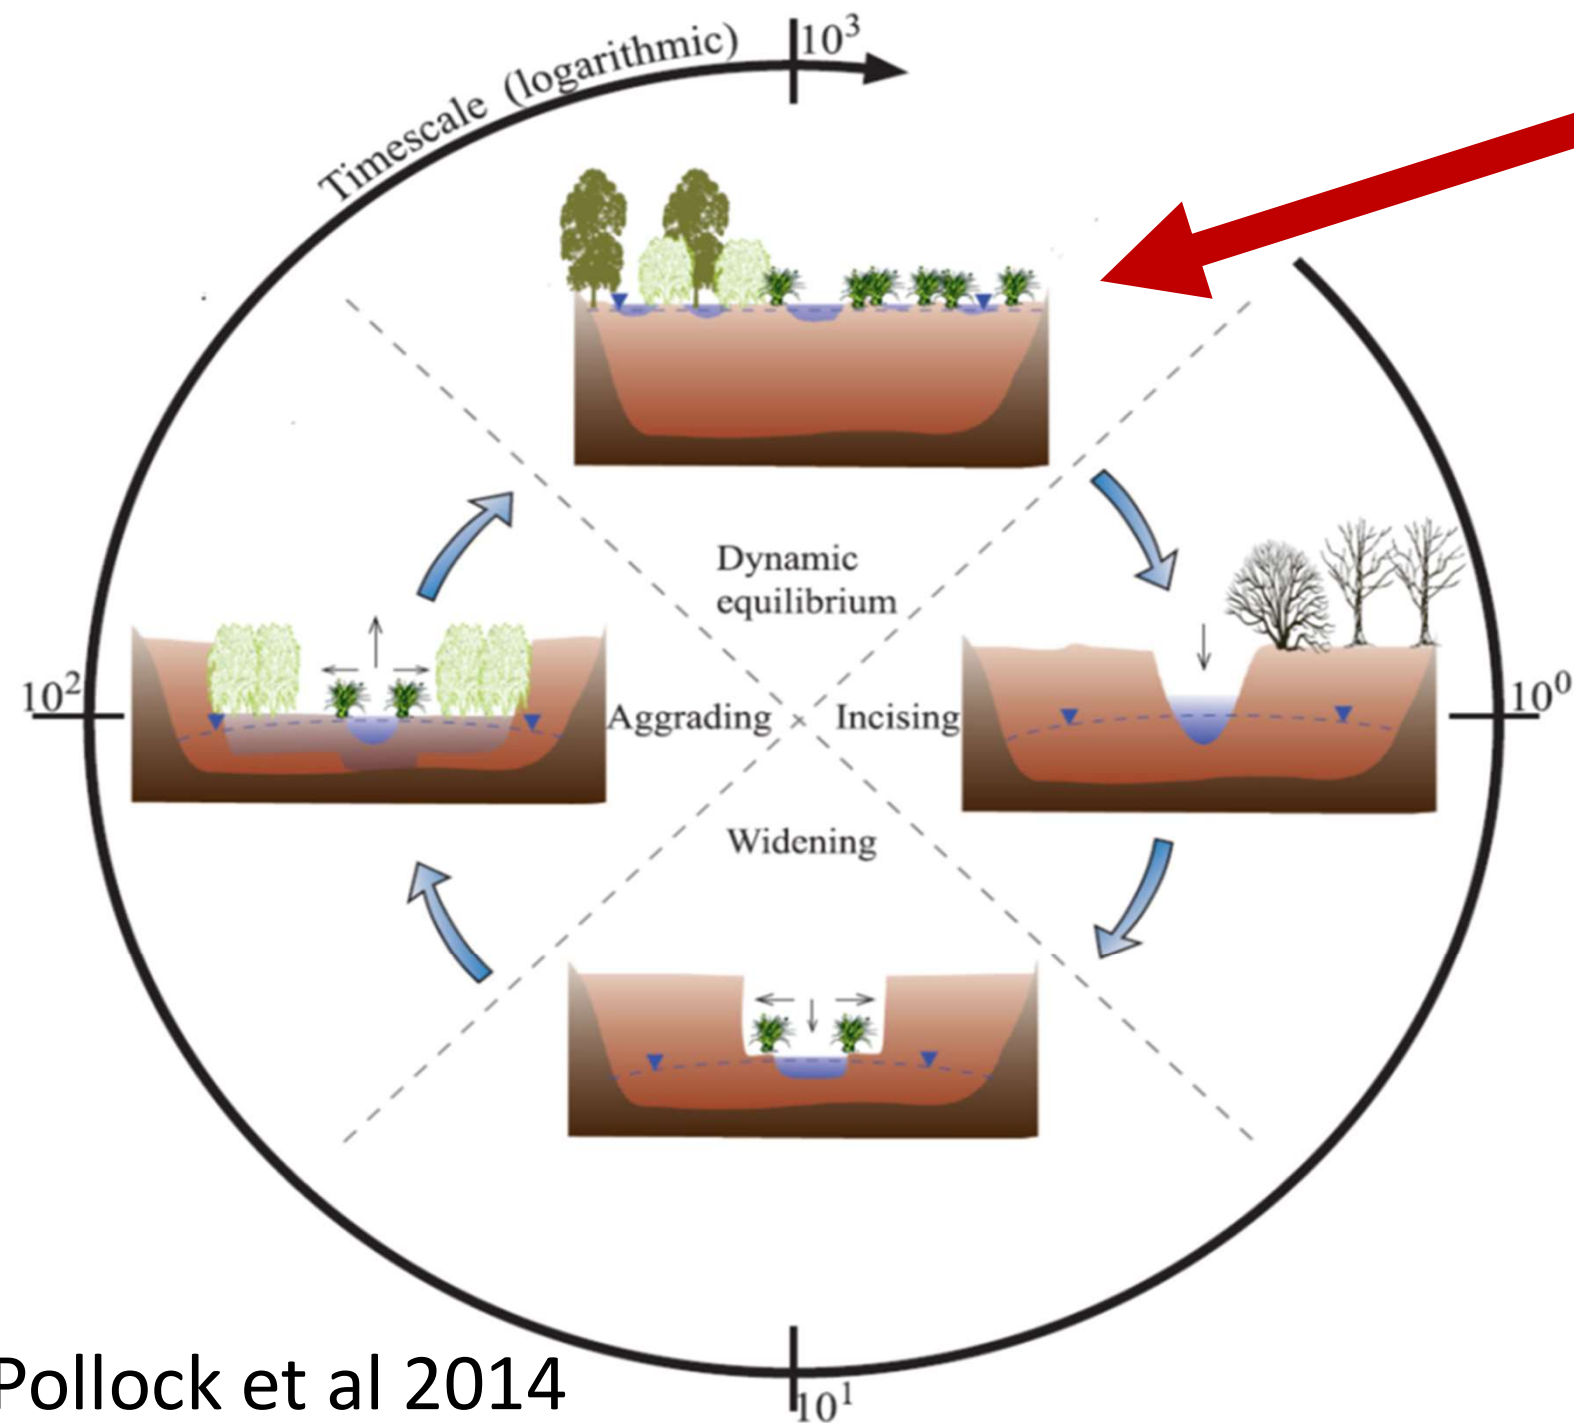 Timescale (logarithmic)
10³
Dynamic
equilibrium
10²
Aggrading
Incising
10⁰
Widening
Pollock et al 2014
10¹